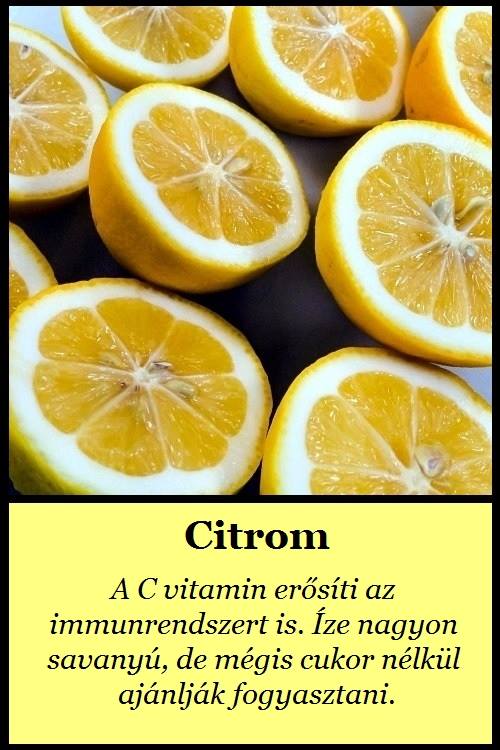 Citrom
A C vitamin erősíti az
immunrendszert is. Íze nagyon
savanyú, de mégis cukor nélkül
ajánlják fogyasztani.